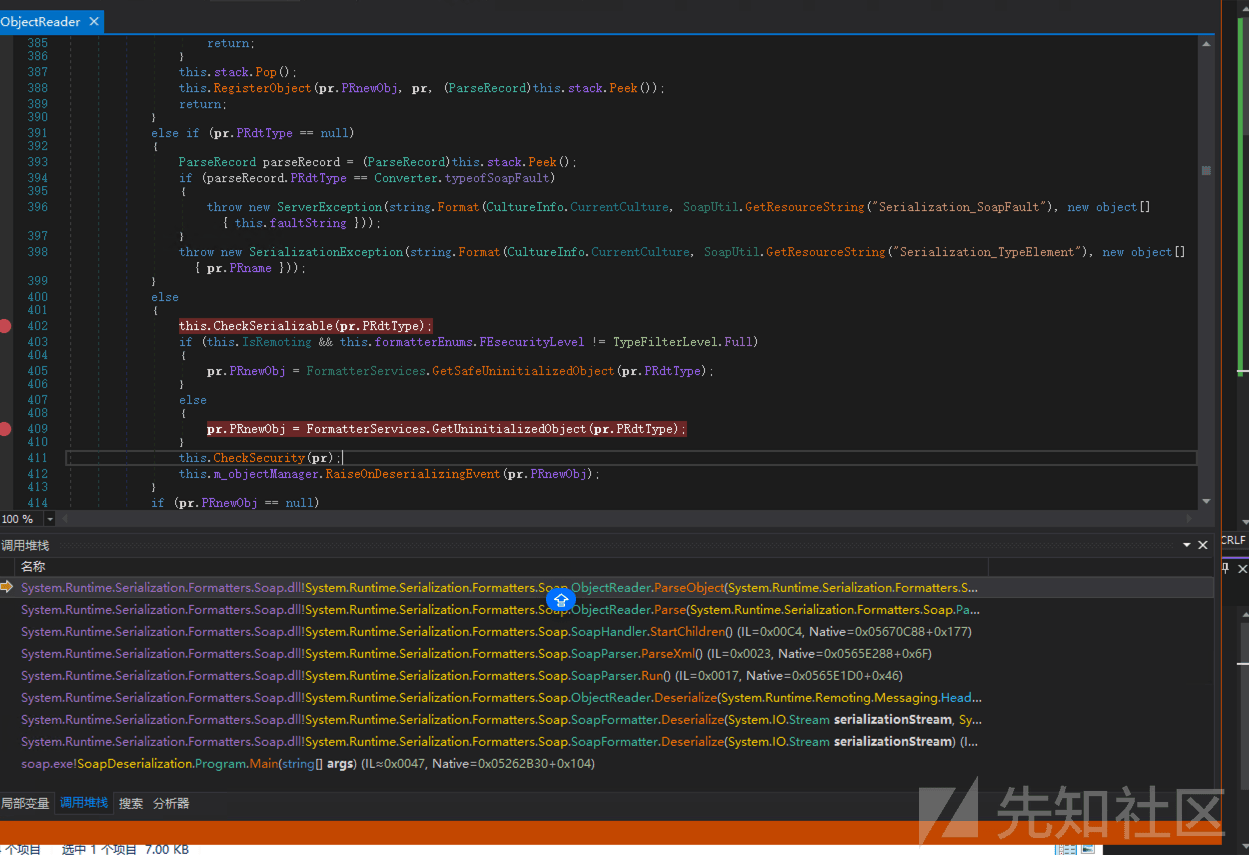 ObjectReader ×
385 return;
386 }
387 this.stack.Pop();
388 this.RegisterObject(pr.PRnewObj, pr, (ParseRecord)this.stack.Peek());
389 return;
390 }
391 else if (pr.PRdtType == null)
392 {
393 ParseRecord parseRecord = (ParseRecord)this.stack.Peek();
394 if (parseRecord.PRdtType == Converter.typeofSoapFault)
395 {
396 throw new ServerException(string.Format(CultureInfo.CurrentCulture, SoapUtil.GetResourceString("Serialization_SoapFault"), new object[]
{ this.faultString }));
397 }
398 throw new SerializationException(string.Format(CultureInfo.CurrentCulture, SoapUtil.GetResourceString("Serialization_TypeElement"), new object[]
{ pr.PRname }));
399 }
400 else
401 {
402 this.CheckSerializable(pr.PRdtType);
403 if (this.IsRemoting && this.formatterEnums.FEsecurityLevel != TypeFilterLevel.Full)
404 {
405 pr.PRnewObj = FormatterServices.GetSafeUninitializedObject(pr.PRdtType);
406 }
407 else
408 {
409 pr.PRnewObj = FormatterServices.GetUninitializedObject(pr.PRdtType);
410 }
411 this.CheckSecurity(pr);
412 this.m_objectManager.RaiseOnDeserializingEvent(pr.PRnewObj);
413 }
414 if (pr.PRnewObj == null)
100 %
CRLF
调用堆栈
名称
System.Runtime.Serialization.Formatters.Soap.dll!System.Runtime.Serialization.Formatters.Soap.ObjectReader.ParseObject(System.Runtime.Serialization.Formatters.S...
System.Runtime.Serialization.Formatters.Soap.dll!System.Runtime.Serialization.Formatters.Soap.ObjectReader.Parse(System.Runtime.Serialization.Formatters.Soap.Pa...
System.Runtime.Serialization.Formatters.Soap.dll!System.Runtime.Serialization.Formatters.Soap.SoapHandler.StartChildren() (IL=0x00C4, Native=0x05670C88+0x177)
System.Runtime.Serialization.Formatters.Soap.dll!System.Runtime.Serialization.Formatters.Soap.SoapParser.ParseXml() (IL=0x0023, Native=0x0565E288+0x6F)
System.Runtime.Serialization.Formatters.Soap.dll!System.Runtime.Serialization.Formatters.Soap.SoapParser.Run() (IL=0x0017, Native=0x0565E1D0+0x46)
System.Runtime.Serialization.Formatters.Soap.dll!System.Runtime.Serialization.Formatters.Soap.ObjectReader.Deserialize(System.Runtime.Remoting.Messaging.Head...
System.Runtime.Serialization.Formatters.Soap.dll!System.Runtime.Serialization.Formatters.Soap.SoapFormatter.Deserialize(System.IO.Stream serializationStream, Sy...
System.Runtime.Serialization.Formatters.Soap.dll!System.Runtime.Serialization.Formatters.Soap.SoapFormatter.Deserialize(System.IO.Stream serializationStream) (I...
soap.exe!SoapDeserialization.Program.Main(string[] args) (IL≈0x0047, Native=0x05262B30+0x104)
局部变量 调用堆栈 搜索 分析器
先知社区
个项目 选中 1 个项目 7.00 KB